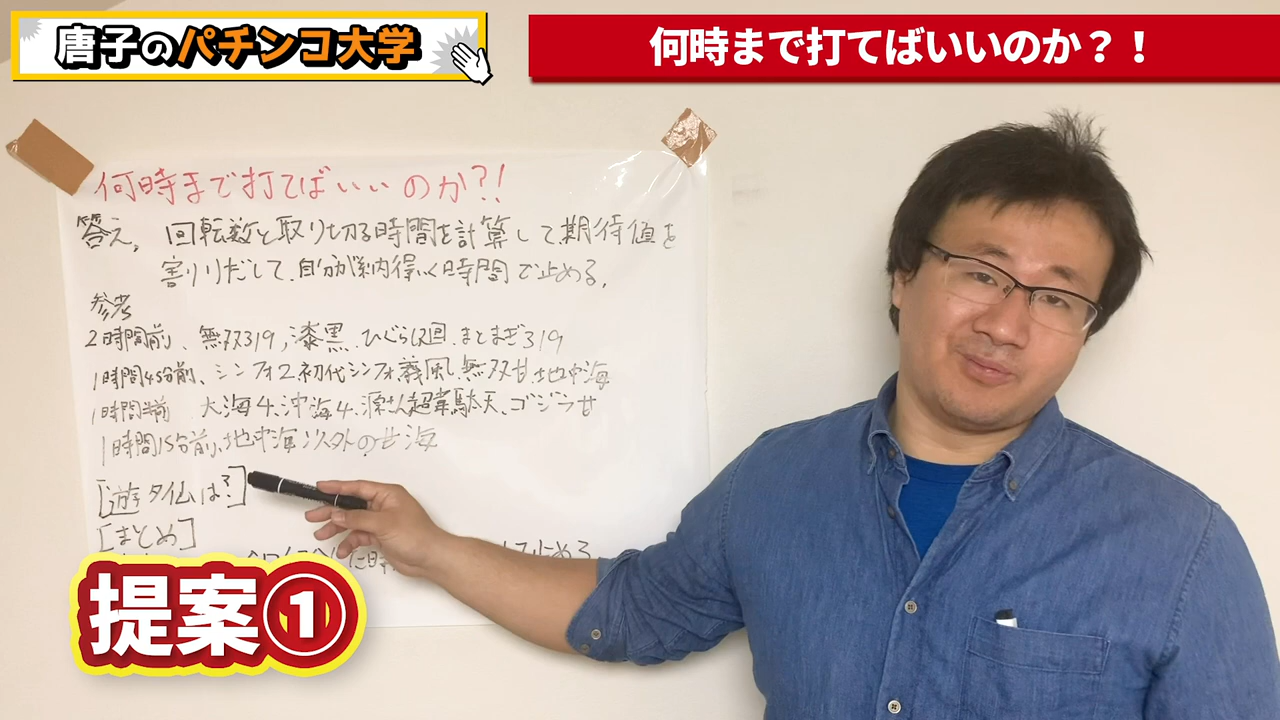 唐子のパチンコ大学
何時まで打てばいいのか？！
何時まで打てばいいのか?!
答え、回転数と取り切る時間を計算して期待値を
割りだして、自分が納得いく時間で止める。
参考
2時間前、無双319、漆黒、ひぐらし廻、まどまぎ319
1時間45分前、シンフォ2、初代シンフォ、義風、無双甘、地中海
1時間半前 大海4、沖海4、源さん超韋駄天、ゴジラ甘
1時間15分前、地中海以外の甘海
[遊タイムは?]
[まとめ]
止める
提案①